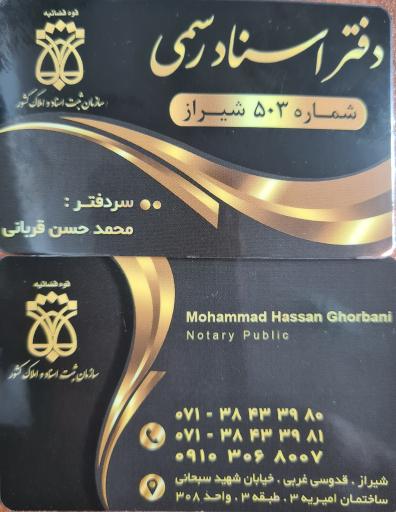 قوه قضائیه
سازمان ثبت اسناد و املاک کشور
دفتر اسناد رسمی
شماره ۵۰۳ شیراز
سردفتر :
محمد حسن قربانی
قوه قضائیه
سازمان ثبت اسناد و املاک کشور
Mohammad Hassan Ghorbani
Notary Public
۰۷۱ - ۳۸ ۴۳ ۳۹ ۸۰
۰۷۱ - ۳۸ ۴۳ ۳۹ ۸۱
۰۹۱۰ ۳۰۶ ۸۰۰۷
شیراز . قدوسی غربی . خیابان شهید سبحانی
ساختمان امیریه ۳ . طبقه ۳ . واحد ۳۰۸